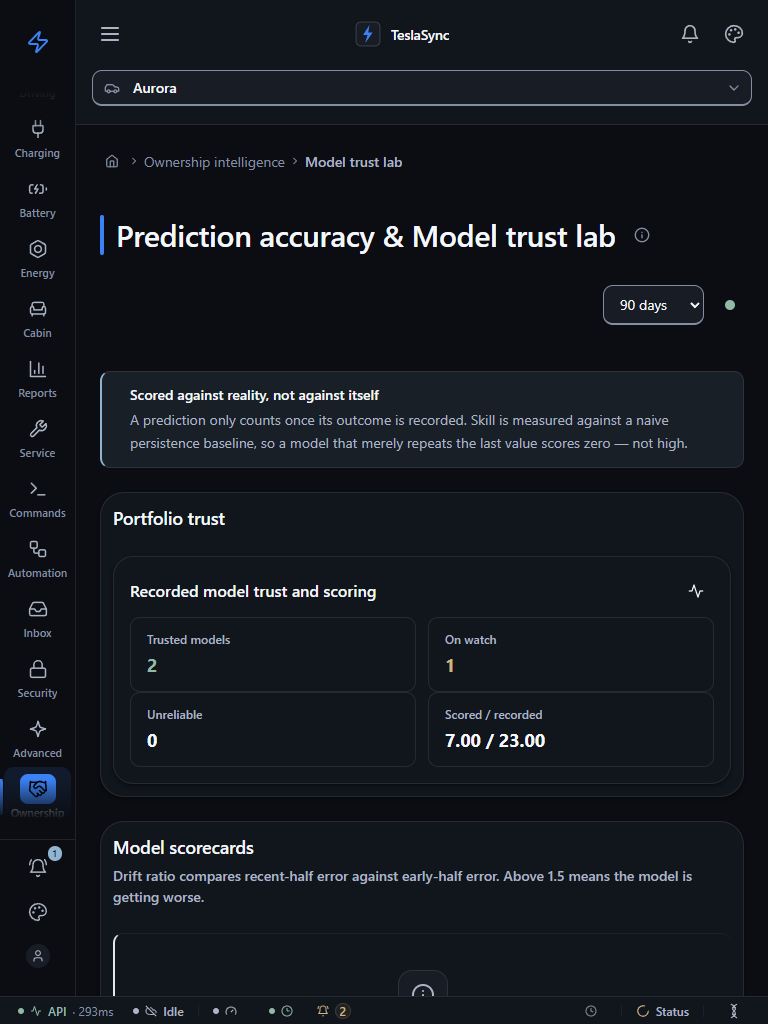 TeslaSync
Aurora
Driving
Charging
Battery
Energy
Cabin
Reports
Service
Commands
Automation
Inbox
Security
Advanced
Ownership
1
Ownership intelligence
Model trust lab
Prediction accuracy & Model trust lab
90 days
Scored against reality, not against itself
A prediction only counts once its outcome is recorded. Skill is measured against a naive
persistence baseline, so a model that merely repeats the last value scores zero — not high.
Portfolio trust
Recorded model trust and scoring
Trusted models
2
On watch
1
Unreliable
0
Scored / recorded
7.00 / 23.00
Model scorecards
Drift ratio compares recent-half error against early-half error. Above 1.5 means the model is
getting worse.
API · 293ms
Idle
2
Status